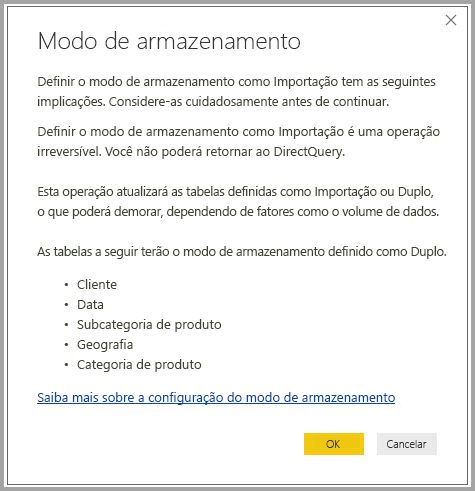 Modo de armazenamento
Definir o modo de armazenamento como Importação tem as seguintes
implicações. Considere-as cuidadosamente antes de continuar.
Definir o modo de armazenamento como Importação é uma operação
irreversível. Você não poderá retornar ao DirectQuery.
Esta operação atualizará as tabelas definidas como Importação ou Duplo,
o que poderá demorar, dependendo de fatores como o volume de dados.
As tabelas a seguir terão o modo de armazenamento definido como Duplo.
• Cliente
• Data
• Subcategoria de produto
• Geografia
• Categoria de produto
Saiba mais sobre a configuração do modo de armazenamento
OK Cancelar